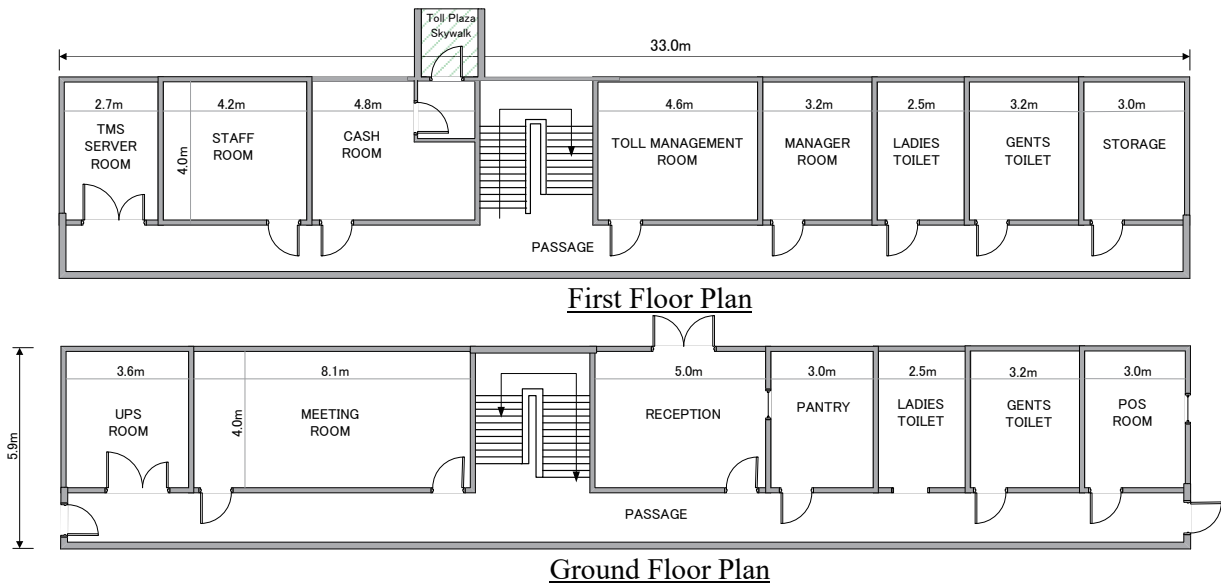 Toll Plaza
Skywalk
33.0m
2.7m
4.2m
4.8m
4.6m
3.2m
2.5m
3.2m
3.0m
TMS
SERVER
ROOM
STAFF
ROOM
4.0m
CASH
ROOM
TOLL MANAGEMENT
ROOM
MANAGER
ROOM
LADIES
TOILET
GENTS
TOILET
STORAGE
PASSAGE
First Floor Plan
3.6m
8.1m
5.0m
3.0m
2.5m
3.2m
3.0m
5.9m
UPS
ROOM
4.0m
MEETING
ROOM
RECEPTION
PANTRY
LADIES
TOILET
GENTS
TOILET
POS
ROOM
PASSAGE
Ground Floor Plan